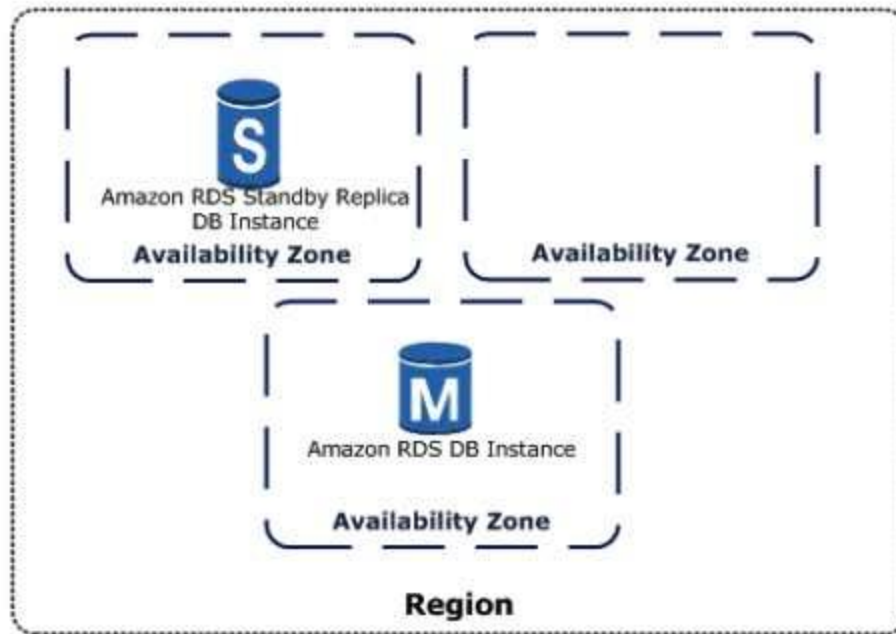 S
Amazon RDS Standby Replica
DB Instance
Availability Zone
Availability Zone
M
Amazon RDS DB Instance
Availability Zone
Region